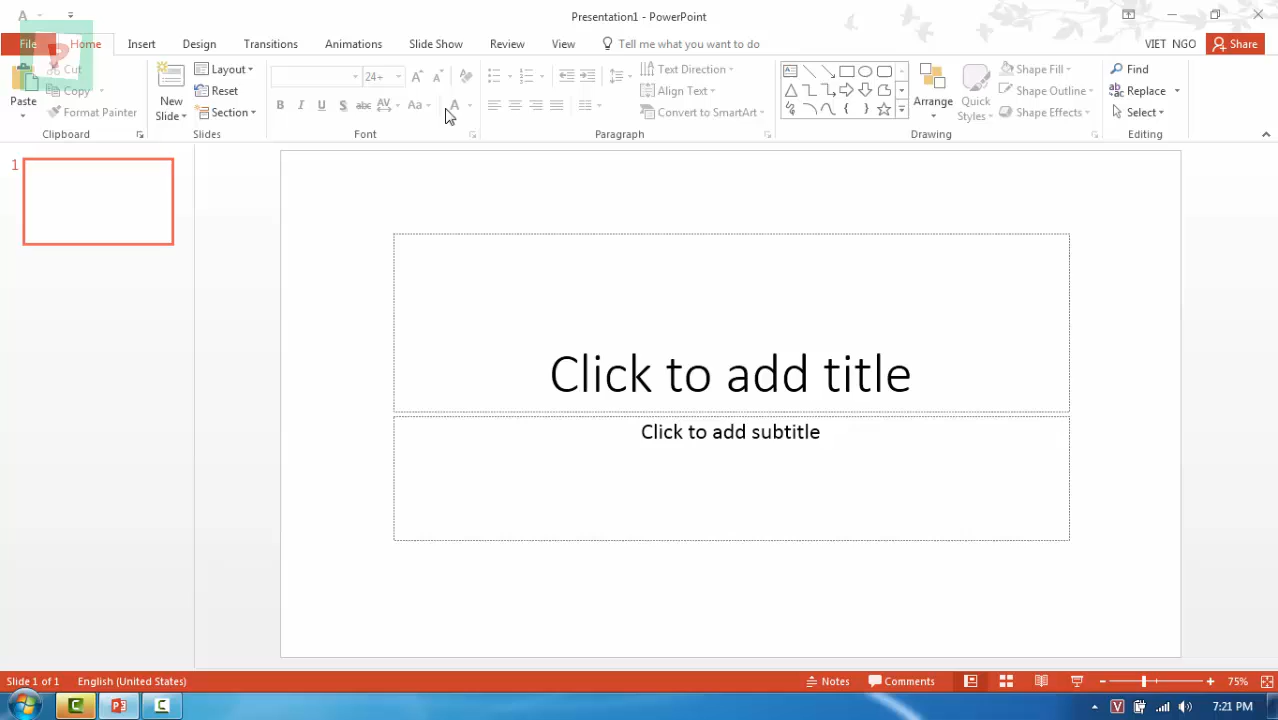 Presentation1 - PowerPoint
File Home Insert Design Transitions Animations Slide Show Review View Tell me what you want to do VIET NGO Share
Paste
Cut
Copy
Format Painter
Clipboard
New Slide
Layout
Reset
Section
Slides
24+
B I U S abc AV Aa A
Font
Text Direction
Align Text
Convert to SmartArt
Paragraph
Arrange
Quick Styles
Shape Fill
Shape Outline
Shape Effects
Drawing
Find
Replace
Select
Editing
1
Click to add title
Click to add subtitle
Slide 1 of 1 English (United States) Notes Comments 75%
7:21 PM